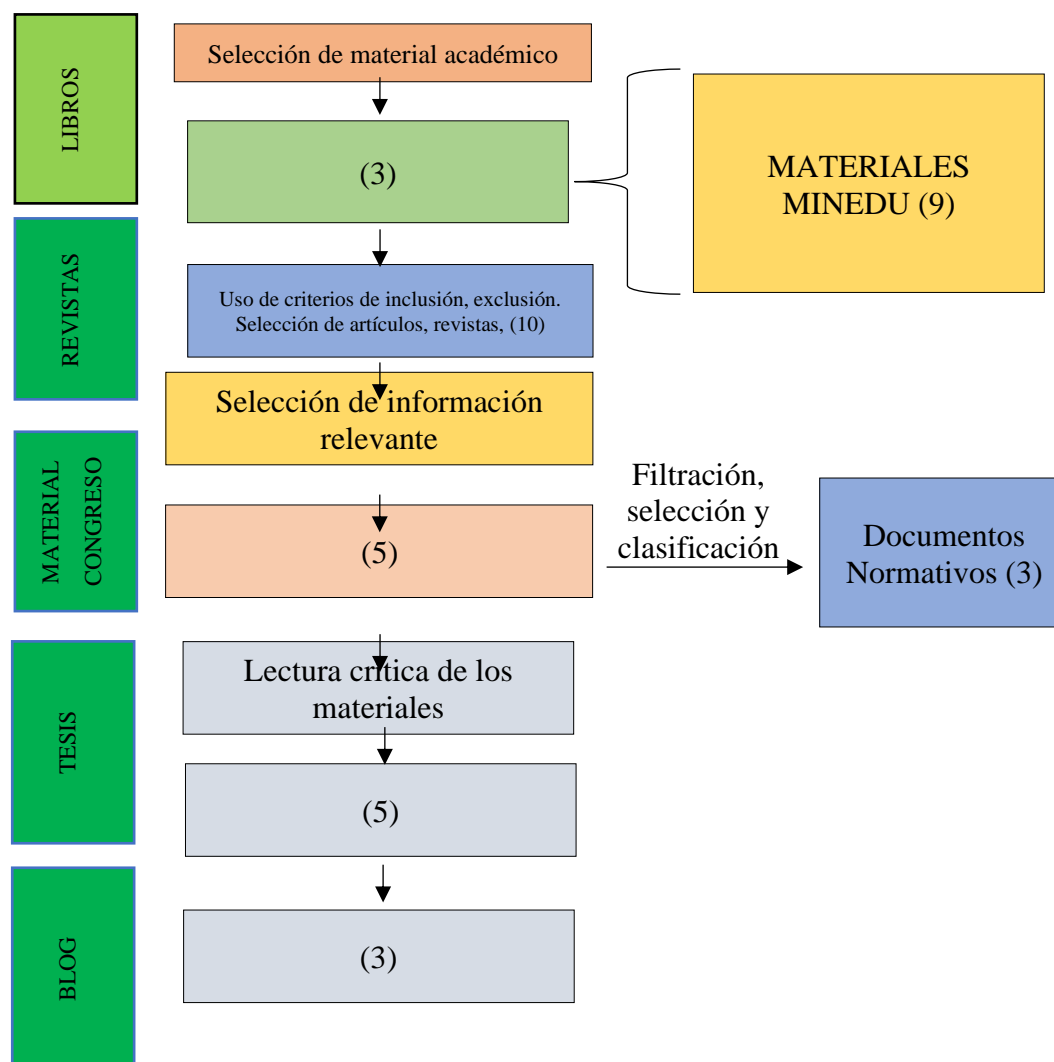 LIBROS
Selección de material académico
(3)
MATERIALES
MINEDU (9)
REVISTAS
Uso de criterios de inclusión, exclusión.
Selección de artículos, revistas, (10)
Selección de información
relevante
MATERIAL
CONGRESO
(5)
Filtración,
selección y
clasificación
Documentos
Normativos (3)
TESIS
Lectura critica de los
materiales
(5)
BLOG
(3)